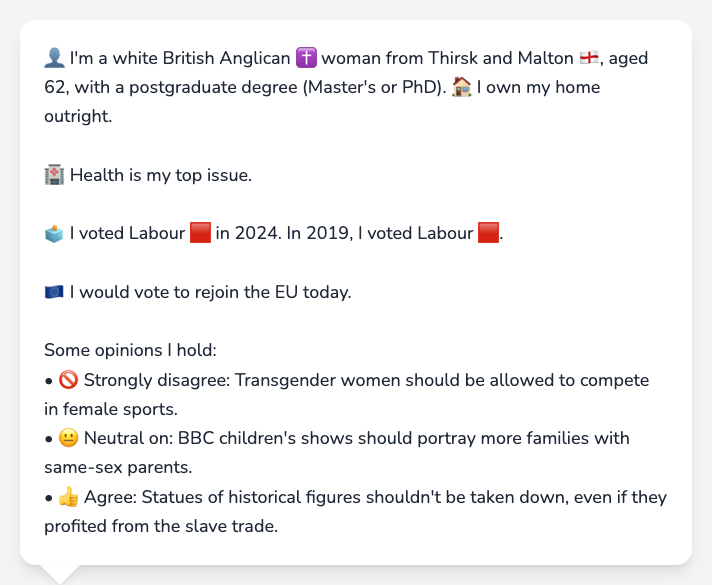 👤 I'm a white British Anglican ✝️ woman from Thirsk and Malton 🏴󠁧󠁢󠁥󠁮󠁧󠁿, aged
62, with a postgraduate degree (Master's or PhD). 🏠 I own my home
outright.
🏥 Health is my top issue.
🗳️ I voted Labour 🟥 in 2024. In 2019, I voted Labour 🟥.
🇪🇺 I would vote to rejoin the EU today.
Some opinions I hold:
• 🚫 Strongly disagree: Transgender women should be allowed to compete
in female sports.
• 😐 Neutral on: BBC children's shows should portray more families with
same-sex parents.
• 👍 Agree: Statues of historical figures shouldn't be taken down, even if they
profited from the slave trade.